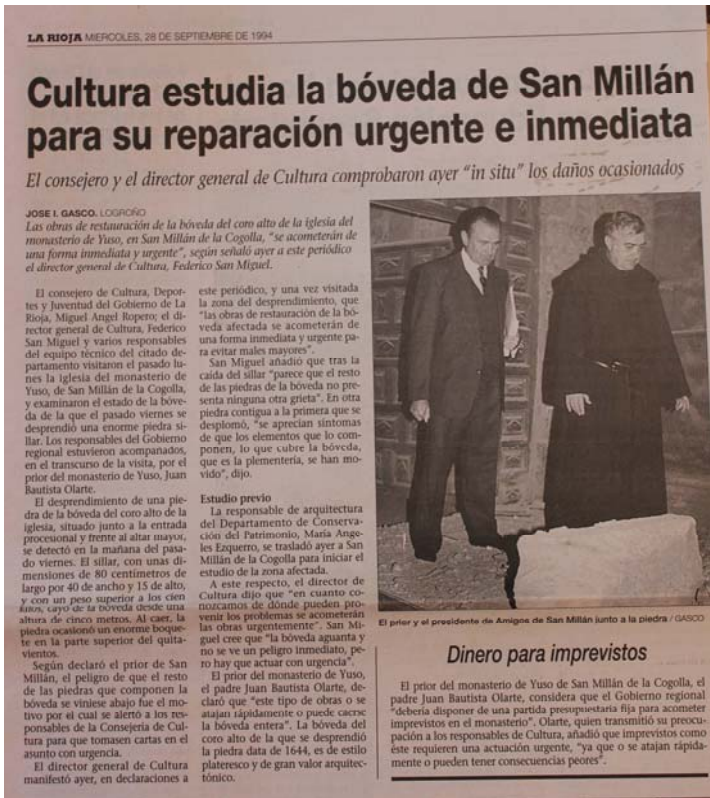 LA RIOJA MIERCOLES, 28 DE SEPTIEMBRE DE 1994
Cultura estudia la bóveda de San Millán
para su reparación urgente e inmediata
El consejero y el director general de Cultura comprobaron ayer "in situ" los daños ocasionados
JOSE I. GASCO. LOGROÑO
Las obras de restauración de la bóveda del coro alto de la iglesia del
monasterio de Yuso, en San Millán de la Cogolla, "se acometerán de
una forma inmediata y urgente", según señaló ayer a este periódico
el director general de Cultura, Federico San Miguel.
El consejero de Cultura, Depor-
tes y Juventud del Gobierno de La
Rioja, Miguel Angel Ropero; el di-
rector general de Cultura, Federico
San Miguel y varios responsables
del equipo técnico del citado de-
partamento visitaron el pasado lu-
nes la iglesia del monasterio de
Yuso, de San Millán de la Cogolla,
y examinaron el estado de la bóve-
da de la que el pasado viernes se
desprendió una enorme piedra si-
llar. Los responsables del Gobierno
regional estuvieron acompanados,
en el transcurso de la visita, por el
prior del monasterio de Yuso, Juan
Bautista Olarte.
El desprendimiento de una pie-
dra de la bóveda del coro alto de la
iglesia, situado junto a la entrada
procesional y frente al altar mayor,
se detectó en la mañana del pasa-
do viernes. El sillar, con unas di-
mensiones de 80 centímetros de
largo por 40 de ancho y 15 de alto,
y con un peso superior a los cien
kilos, cayó de la bóveda desde una
altura de cinco metros. Al caer, la
piedra ocasionó un enorme boque-
te en la parte superior del quita-
vientos.
Según declaró el prior de San
Millán, el peligro de que el resto
de las piedras que componen la
bóveda se viniese abajo fue el mo-
tivo por el cual se alertó a los res-
ponsables de la Consejería de Cul-
tura para que tomasen cartas en el
asunto con urgencia.
El director general de Cultura
manifestó ayer, en declaraciones a
este periódico, y una vez visitada
la zona del desprendimiento, que
"las obras de restauración de la bó-
veda afectada se acometerán de
una forma inmediata y urgente pa-
ra evitar males mayores".
San Miguel añadió que tras la
caída del sillar "parece que el resto
de las piedras de la bóveda no pre-
senta ninguna otra grieta". En otra
piedra contigua a la primera que se
desplomó, "se aprecian síntomas
de que los elementos que lo com-
ponen, lo que cubre la bóveda,
que es la plementería, se han mo-
vido", dijo.
Estudio previo
La responsable de arquitectura
del Departamento de Conserva-
ción del Patrimonio, María Ange-
les Ezquerro, se trasladó ayer a San
Millán de la Cogolla para iniciar el
estudio de la zona afectada.
A este respecto, el director de
Cultura dijo que "en cuanto co-
nozcamos de dónde pueden pro-
venir los problemas se acometerán
las obras urgentemente". San Mi-
guel cree que "la bóveda aguanta y
no se ve un peligro inmediato, pe-
ro hay que actuar con urgencia".
El prior del monasterio de Yuso,
el padre Juan Bautista Olarte, de-
claró que "este tipo de obras o se
atajan rápidamente o puede caerse
la bóveda entera". La bóveda del
coro alto de la que se desprendió
la piedra data de 1644, es de estilo
plateresco y de gran valor arquitec-
tónico.
El prior y el presidente de Amigos de San Millán junto a la piedra / GASCO
Dinero para imprevistos
El prior del monasterio de Yuso de San Millán de la Cogolla, el
padre Juan Bautista Olarte, considera que el Gobierno regional
"debería disponer de una partida presupuestaria fija para acometer
imprevistos en el monasterio". Olarte, quien transmitió su preocu-
pación a los responsables de Cultura, añadió que imprevistos como
éste requieren una actuación urgente, "ya que o se atajan rápida-
mente o pueden tener consecuencias peores".